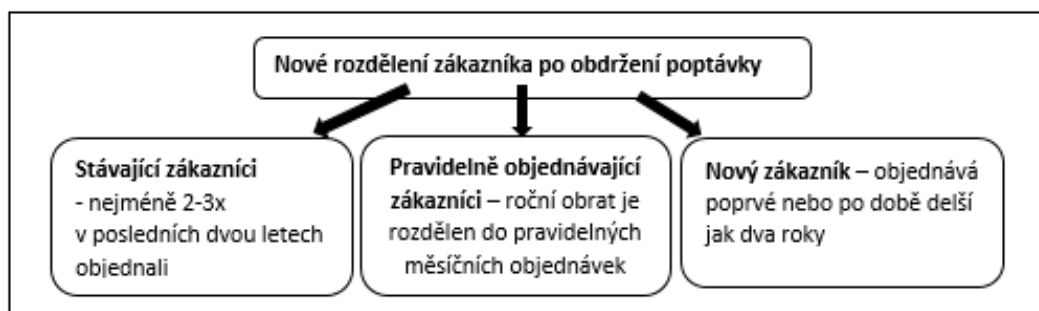 Nové rozdělení zákazníka po obdržení poptávky
Stávající zákazníci
- nejméně 2-3x
v posledních dvou letech
objednali
Pravidelně objednávající
zákazníci – roční obrat je
rozdělen do pravidelných
měsíčních objednávek
Nový zákazník – objednává
poprvé nebo po době delší
jak dva roky